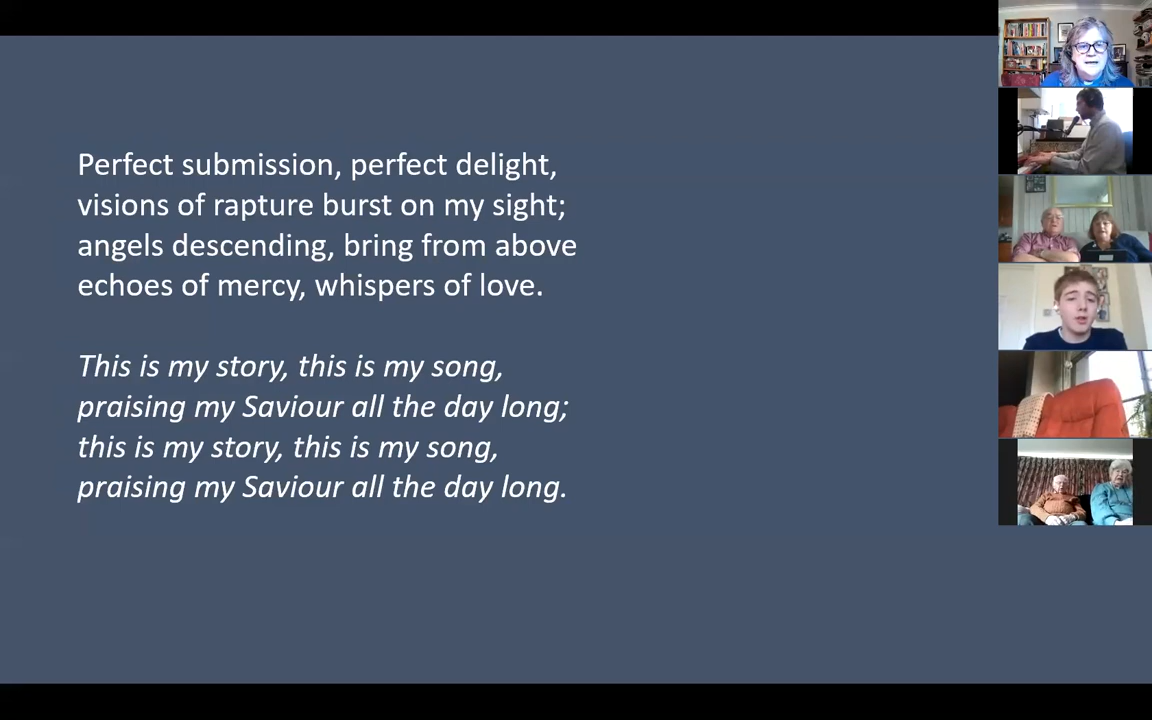 Perfect submission, perfect delight,
visions of rapture burst on my sight;
angels descending, bring from above
echoes of mercy, whispers of love.
This is my story, this is my song,
praising my Saviour all the day long;
this is my story, this is my song,
praising my Saviour all the day long.